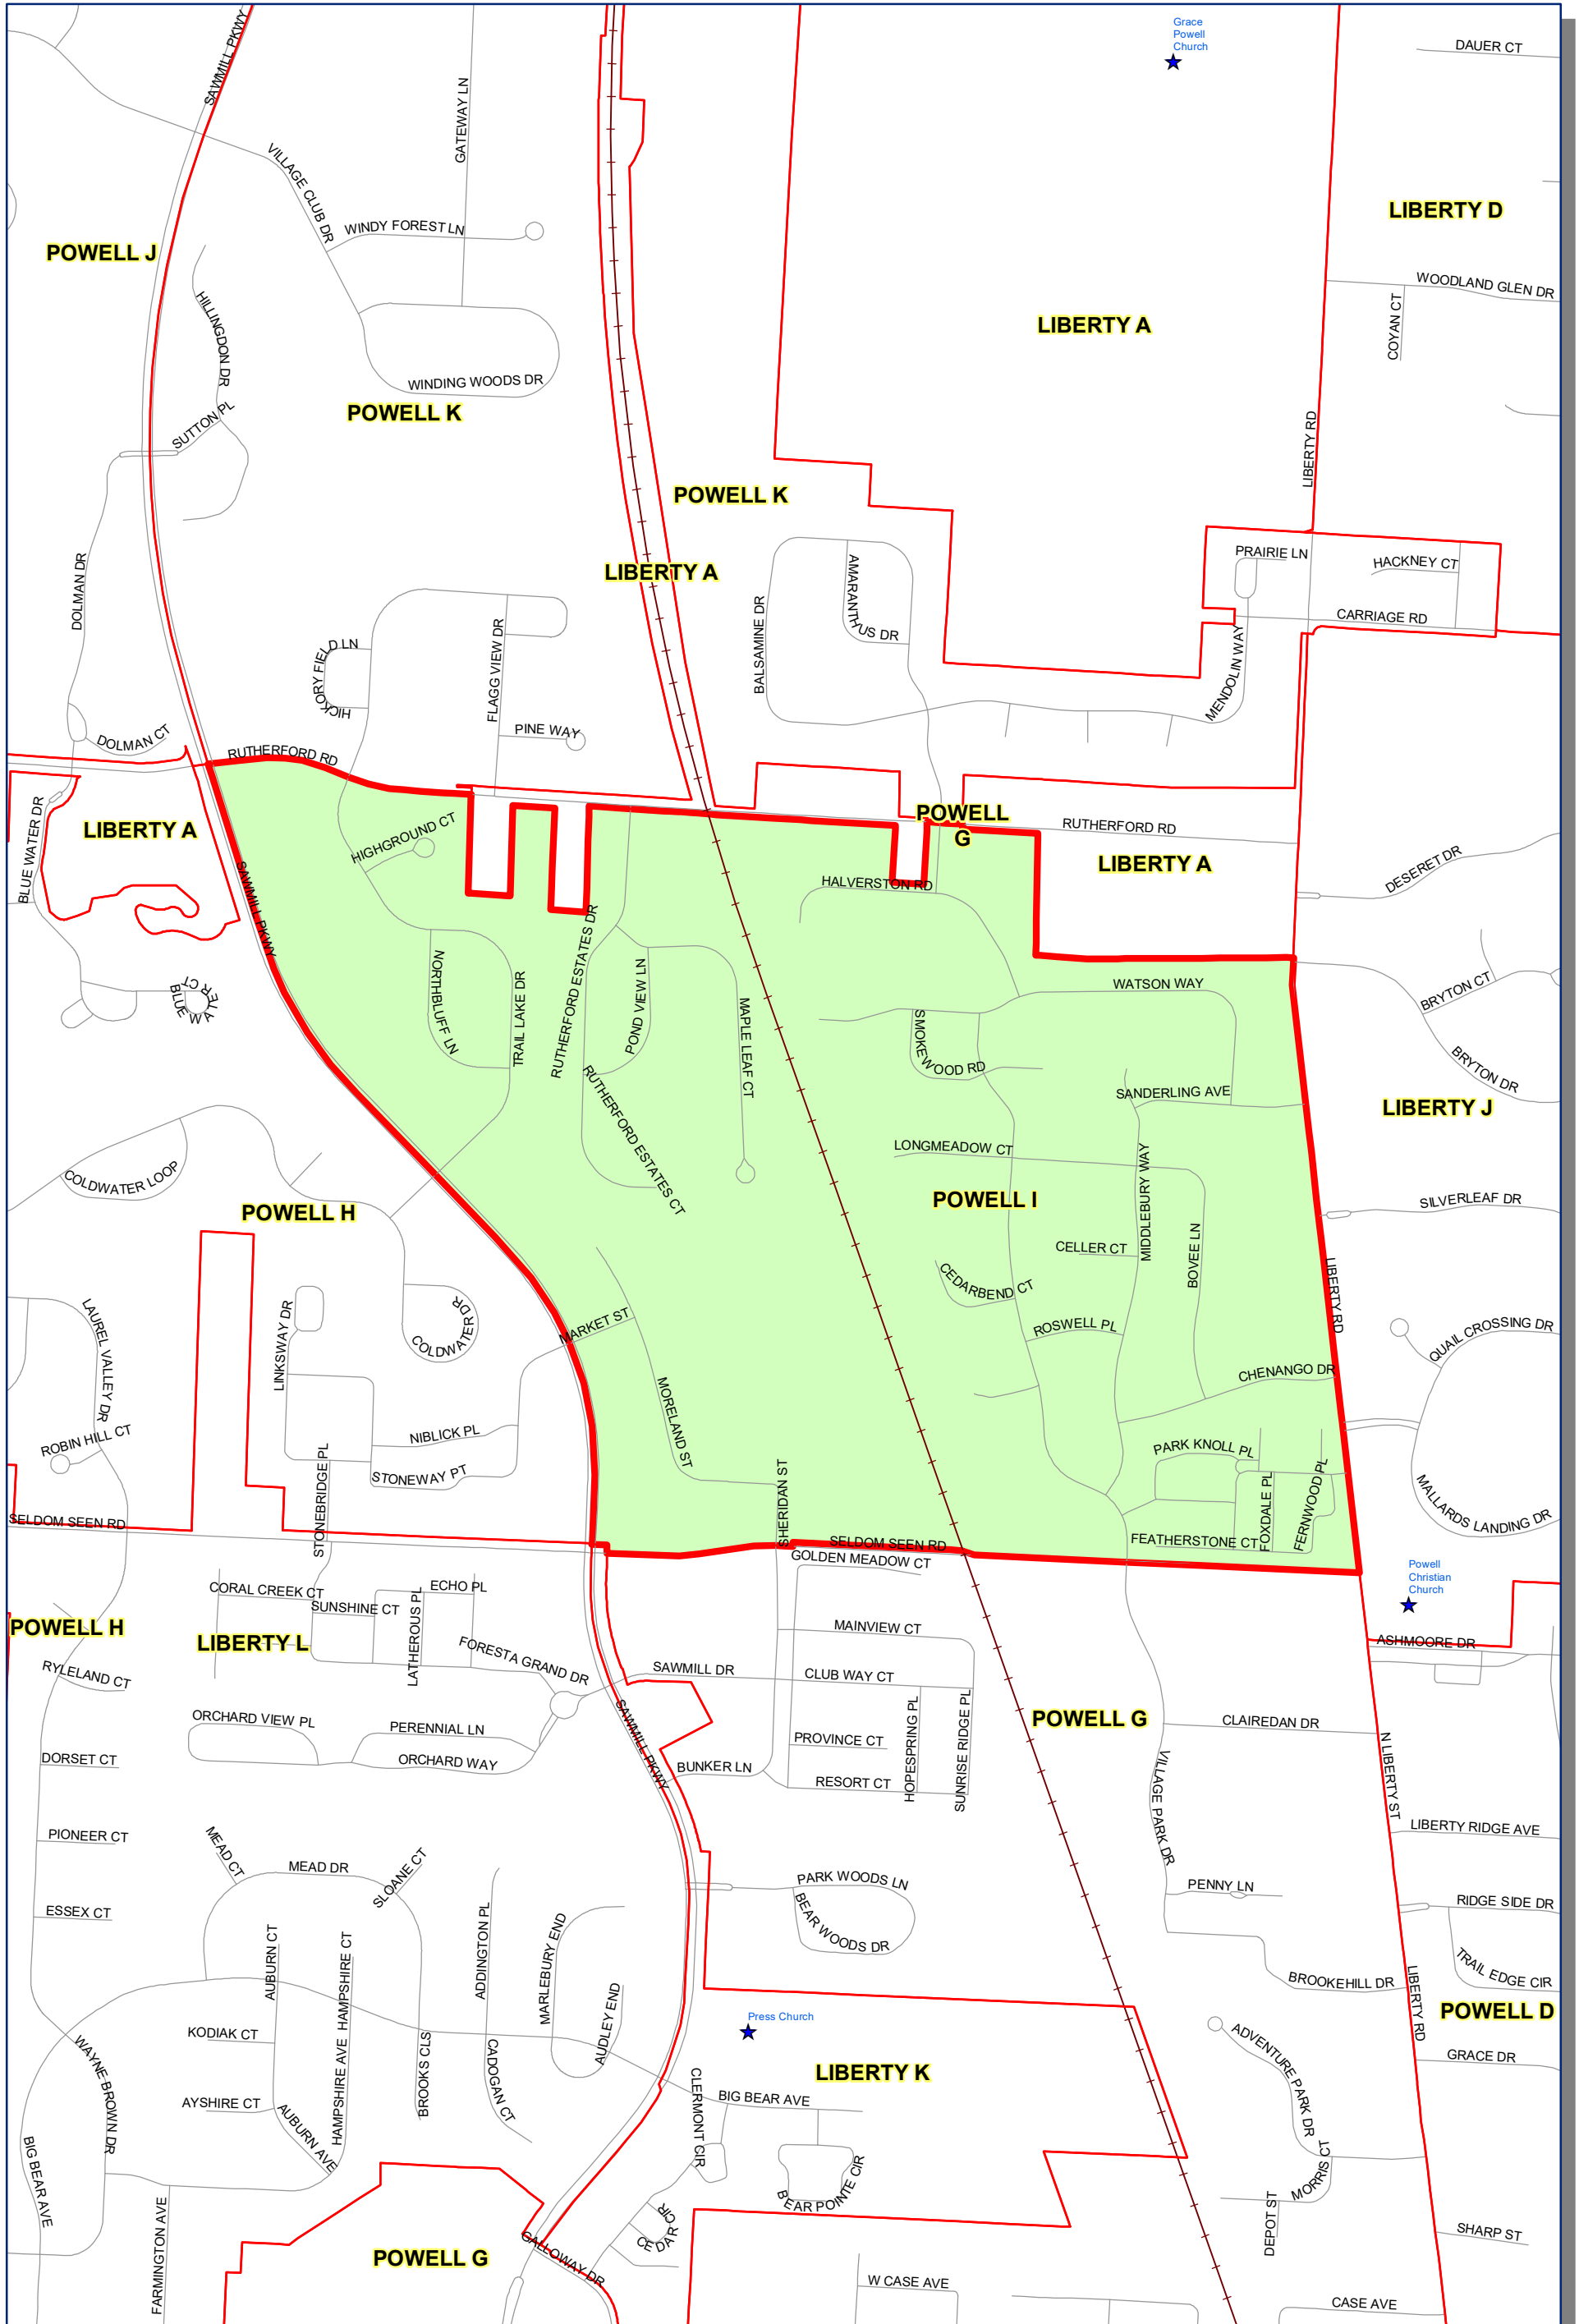 Grace
Powell
Church
SAWMILL PKWY
DAUER CT
GATEWAY LN
VILLAGE CLUB DR
WINDY FOREST LN
LIBERTY D
POWELL J
WOODLAND GLEN DR
COYAN CT
LIBERTY A
HILLINGDON DR
WINDING WOODS DR
POWELL K
SUTTON PL
LIBERTY RD
POWELL K
PRAIRIE LN
HACKNEY CT
LIBERTY A
DOLMAN DR
BALSAMINE DR
AMARANTHUS DR
CARRIAGE RD
HICKORY FIELD LN
FLAGG VIEW DR
MENDOLIN WAY
PINE WAY
DOLMAN CT
RUTHERFORD RD
POWELL
G
RUTHERFORD RD
LIBERTY A
BLUE WATER DR
HIGHGROUND CT
LIBERTY A
DESERET DR
HALVERSTON RD
SAWMILL PKWY
RUTHERFORD ESTATES DR
NORTHBLUFF LN
TRAIL LAKE DR
POND VIEW LN
MAPLE LEAF CT
WATSON WAY
BRYTON CT
BLUE WATER CT
SMOKEWOOD RD
BRYTON DR
RUTHERFORD ESTATES CT
SANDERLING AVE
LIBERTY J
LONGMEADOW CT
MIDDLEBURY WAY
COLDWATER LOOP
POWELL I
SILVERLEAF DR
POWELL H
CELLER CT
BOVEE LN
CEDARBEND CT
LIBERTY RD
LAUREL VALLEY DR
LINKSWAY DR
COLDWATER DR
MARKET ST
ROSWELL PL
QUAIL CROSSING DR
MORELAND ST
CHENANGO DR
ROBIN HILL CT
NIBLICK PL
STONEWAY PT
PARK KNOLL PL
STONEBRIDGE PL
SHERIDAN ST
FOXDALE PL
FERNWOOD PL
MALLARDS LANDING DR
SELDOM SEEN RD
SELDOM SEEN RD
FEATHERSTONE CT
GOLDEN MEADOW CT
Powell
Christian
Church
CORAL CREEK CT
ECHO PL
SUNSHINE CT
LATHEROUS PL
POWELL H
LIBERTY L
MAINVIEW CT
ASHMOORE DR
FORESTA GRAND DR
RYLELAND CT
SAWMILL DR
CLUB WAY CT
ORCHARD VIEW PL
PERENNIAL LN
SAWMILL PKWY
HOPESPRING PL
SUNRISE RIDGE PL
POWELL G
CLAIREDAN DR
PROVINCE CT
N LIBERTY ST
DORSET CT
ORCHARD WAY
BUNKER LN
RESORT CT
VILLAGE PARK DR
PIONEER CT
LIBERTY RIDGE AVE
MEAD CT
MEAD DR
SLOANE CT
PARK WOODS LN
PENNY LN
ESSEX CT
BEAR WOODS DR
RIDGE SIDE DR
AUBURN CT
HAMPSHIRE CT
ADDINGTON PL
MARLEBURY END
TRAIL EDGE CIR
BROOKEHILL DR
LIBERTY RD
POWELL D
Press Church
KODIAK CT
HAMPSHIRE AVE
BROOKS CLS
CADOGAN CT
AUDLEY END
ADVENTURE PARK DR
WAYNE BROWN DR
LIBERTY K
GRACE DR
AYSHIRE CT
AUBURN AVE
CLERMONT CIR
BIG BEAR AVE
BIG BEAR AVE
BEAR POINTE CIR
MORRIS CT
FARMINGTON AVE
DEPOT ST
CEDAR CIR
SHARP ST
POWELL G
CALLOWAY DR
W CASE AVE
CASE AVE